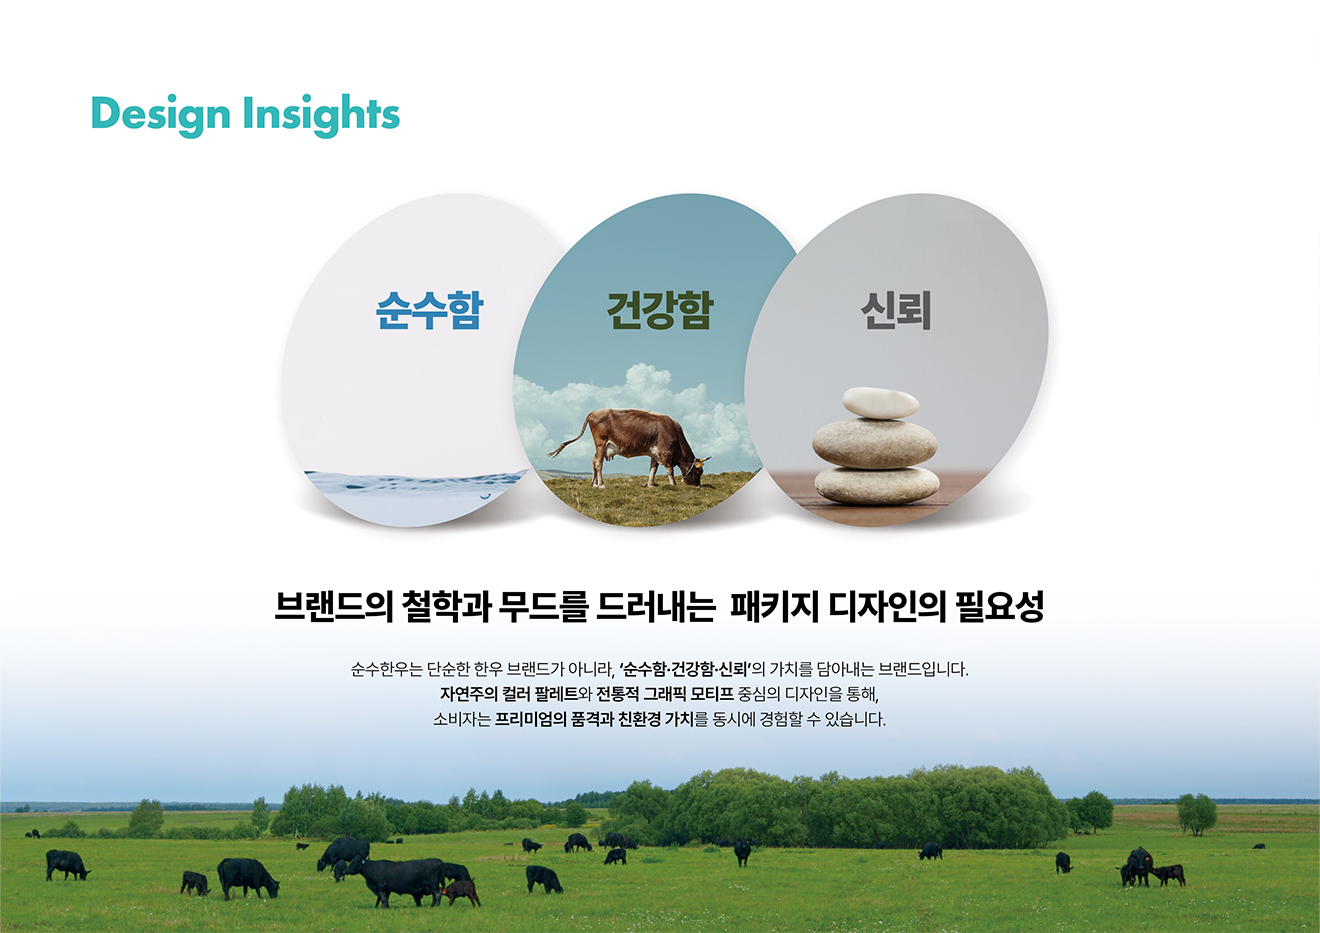 Design Insights
순수함
건강함
신뢰
브랜드의 철학과 무드를 드러내는 패키지 디자인의 필요성
순수한우는 단순한 한우 브랜드가 아니라, ‘순수함·건강함·신뢰’의 가치를 담아내는 브랜드입니다.
자연주의 컬러 팔레트와 전통적 그래픽 모티프 중심의 디자인을 통해,
소비자는 프리미엄의 품격과 친환경 가치를 동시에 경험할 수 있습니다.